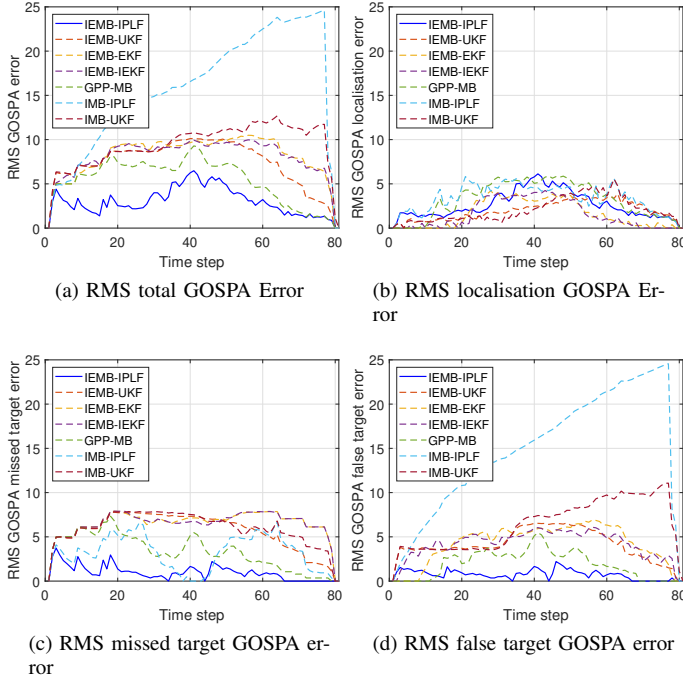 25
20
15
10
5
0
RMS GOSPA error
IEMB-IPLF
IEMB-UKF
IEMB-EKF
IEMB-IEKF
GPP-MB
IMB-IPLF
IMB-UKF
0 20 40 60 80
Time step
(a) RMS total GOSPA Error
25
20
15
10
5
0
RMS GOSPA localisation error
IEMB-IPLF
IEMB-UKF
IEMB-EKF
IEMB-IEKF
GPP-MB
IMB-IPLF
IMB-UKF
0 20 40 60 80
Time step
(b) RMS localisation GOSPA Er-
ror
25
20
15
10
5
0
RMS GOSPA missed target error
IEMB-IPLF
IEMB-UKF
IEMB-EKF
IEMB-IEKF
GPP-MB
IMB-IPLF
IMB-UKF
0 20 40 60 80
Time step
(c) RMS missed target GOSPA er-
ror
25
20
15
10
5
0
RMS GOSPA false target error
IEMB-IPLF
IEMB-UKF
IEMB-EKF
IEMB-IEKF
GPP-MB
IMB-IPLF
IMB-UKF
0 20 40 60 80
Time step
(d) RMS false target GOSPA error